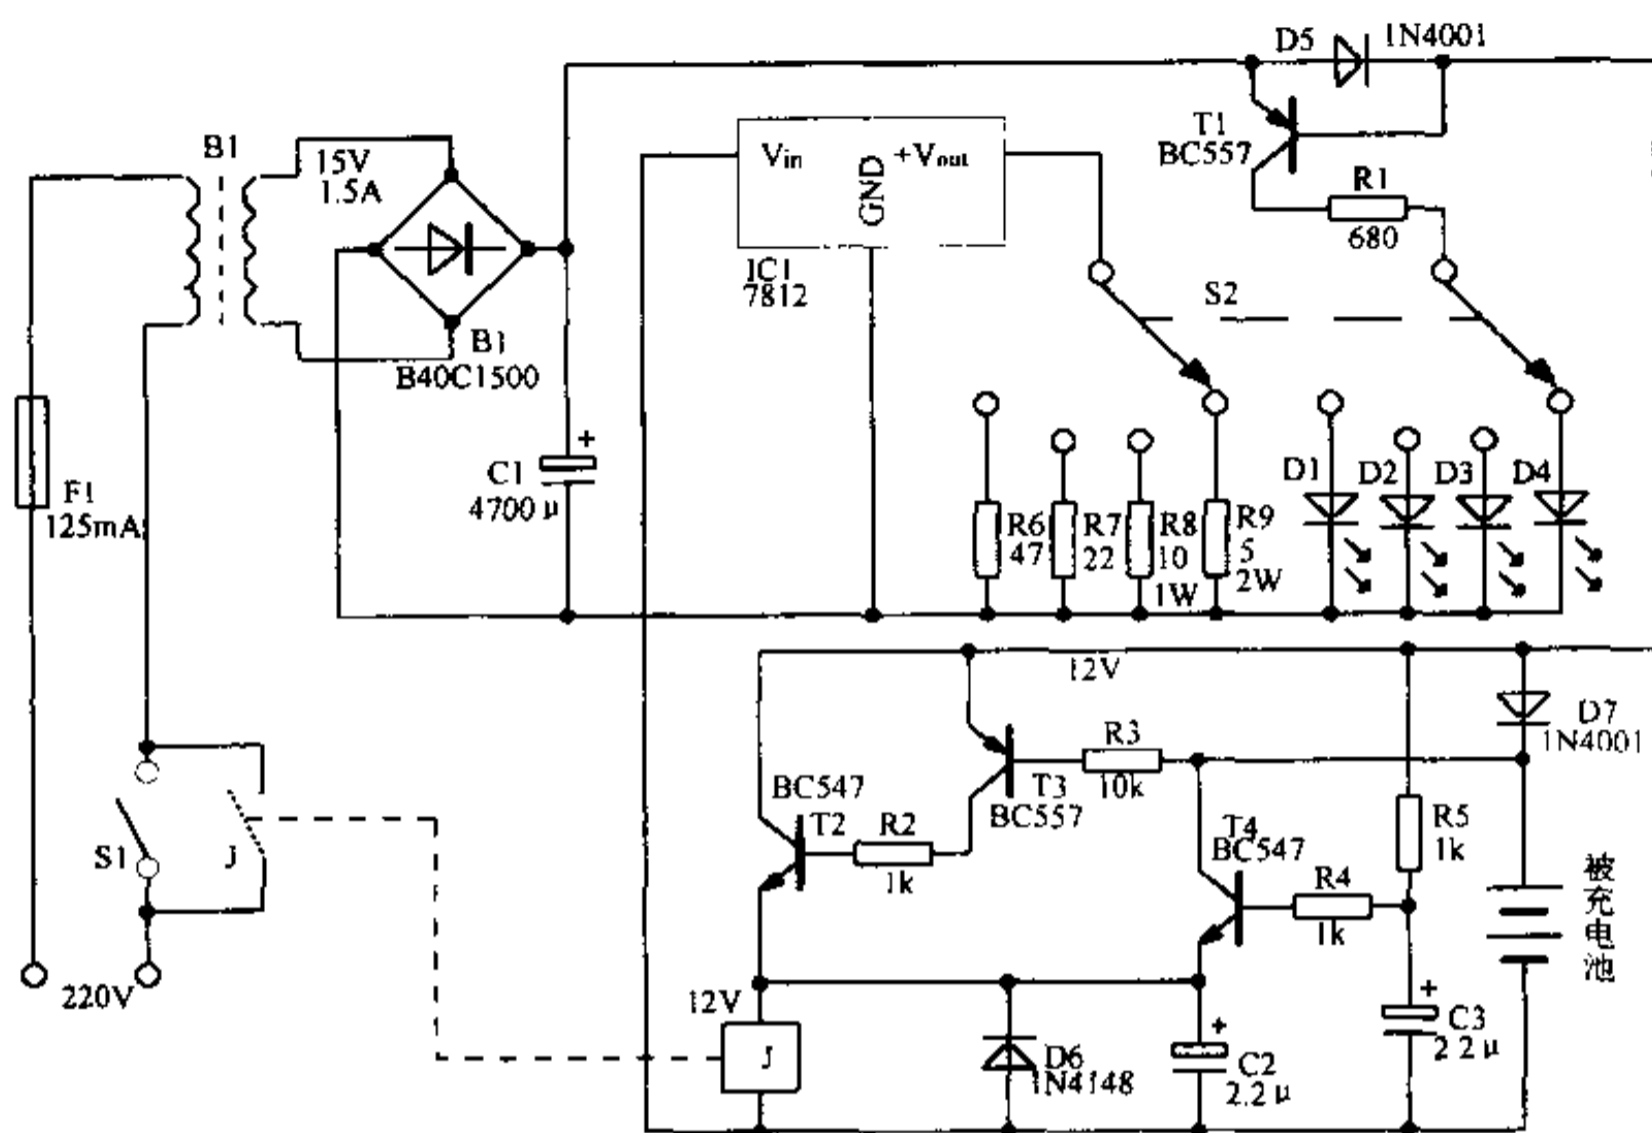 D5
1N4001
T1
BC557
B1
15V
1.5A
Vin
GND
+Vout
R1
680
IC1
7812
S2
B1
B40C1500
F1
125mA
C1
+
4700μ
R6
47
R7
22
R8
10
1W
R9
5
2W
D1
D2
D3
D4
12V
D7
1N4001
R3
10k
T3
BC557
BC547
T2
R2
1k
T4
BC547
R5
1k
R4
1k
S1
J
220V
12V
J
D6
1N4148
+
C2
2.2μ
+
C3
2 2μ
被充电池